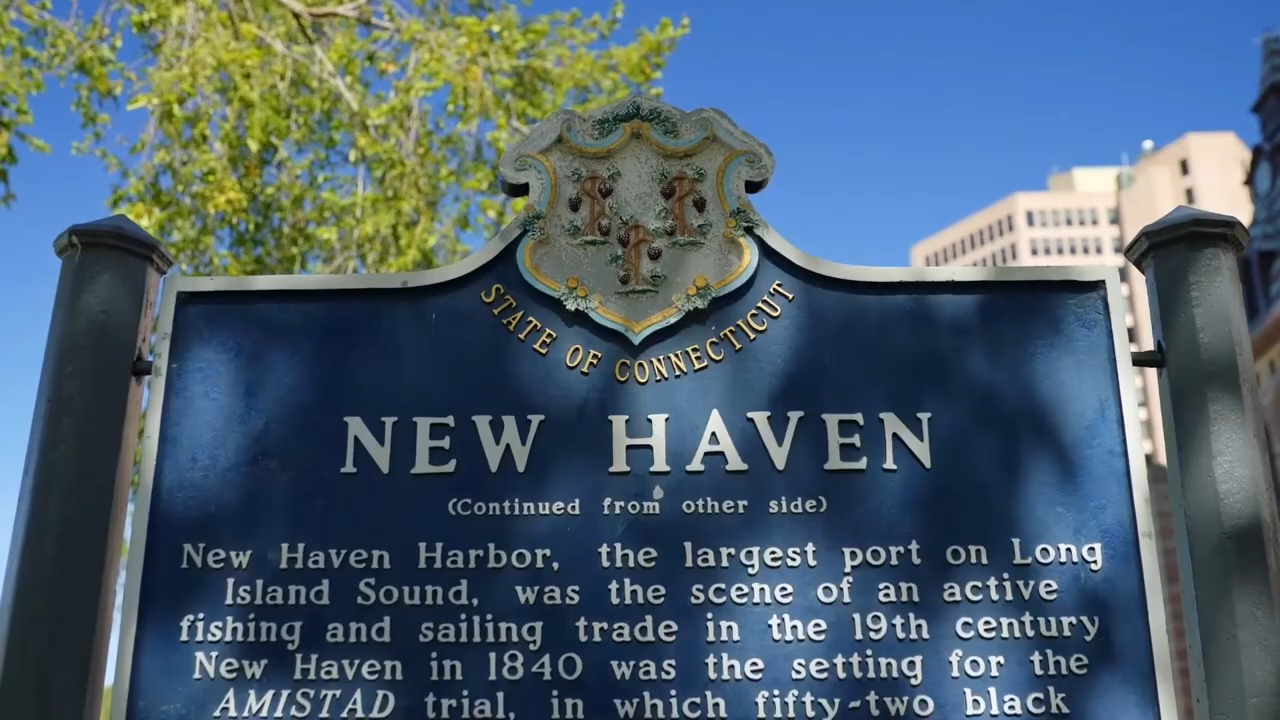 STATE OF CONNECTICUT
NEW HAVEN
(Continued from other side)
New Haven Harbor, the largest port on Long
Island Sound, was the scene of an active
fishing and sailing trade in the 19th century
New Haven in 1840 was the setting for the
AMISTAD trial, in which fifty-two black